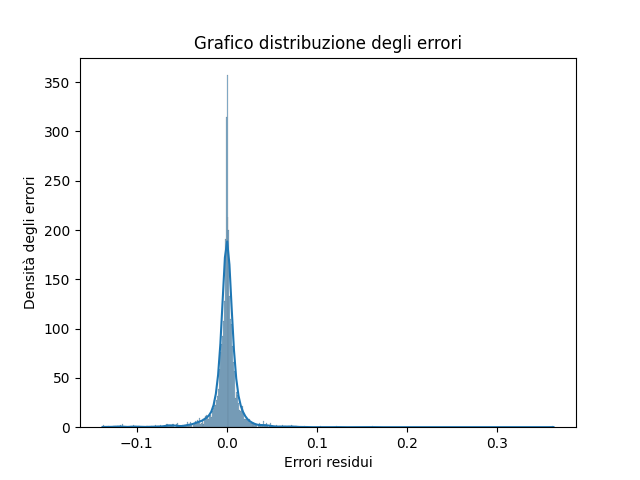 Grafico distribuzione degli errori
350
300
250
200
150
100
50
0
Densità degli errori
−0.1 0.0 0.1 0.2 0.3
Errori residui